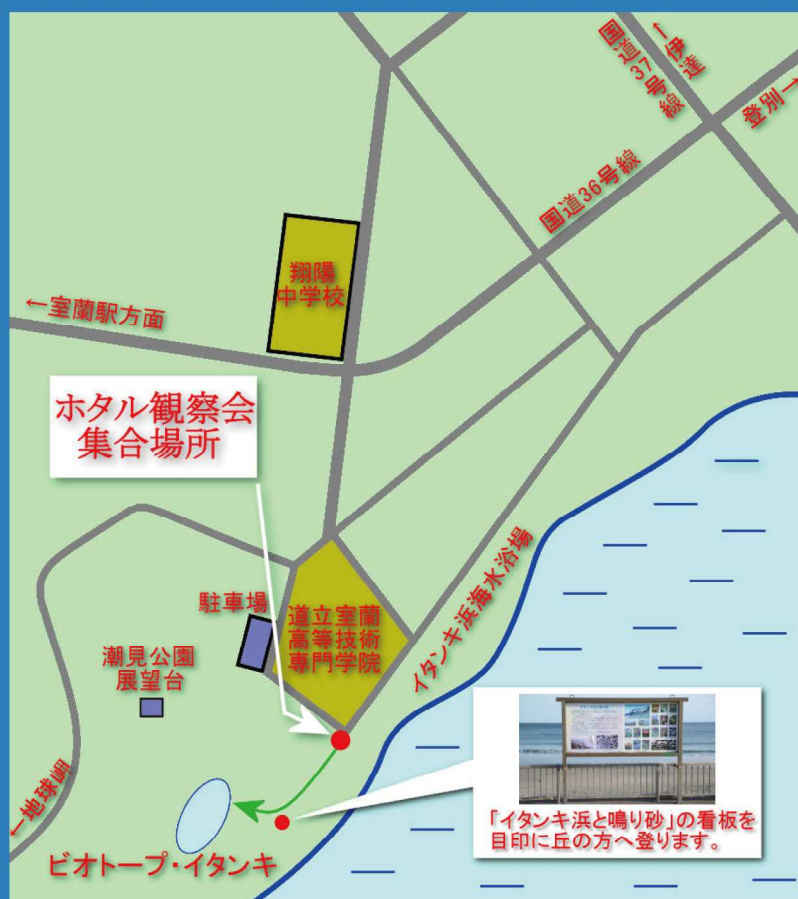 ←伊達
国道37号線
登別→
国道36号線
翔陽
中学校
←室蘭駅方面
ホタル観察会
集合場所
イタンキ浜海水浴場
駐車場
道立室蘭
高等技術
専門学院
潮見公園
展望台
←地球岬
「イタンキ浜と鳴り砂」の看板を
目印に丘の方へ登ります。
ビオトープ・イタンキ